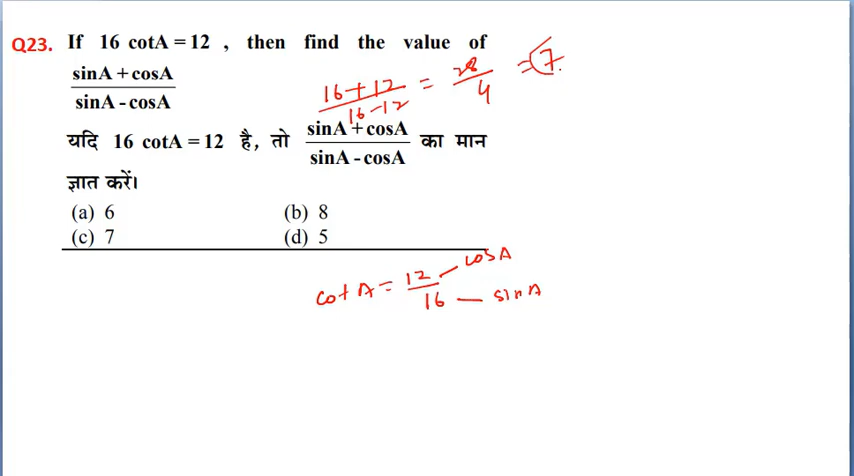 Q23. If 16 cotA = 12 , then find the value of
sinA + cosA
sinA - cosA
16 + 12 / 16 - 12 = 28 / 4 = 7
यदि 16 cotA = 12 है, तो sinA + cosA / sinA - cosA का मान
ज्ञात करें।
(a) 6 (b) 8
(c) 7 (d) 5
cot A = 12 / 16
cosA
sinA